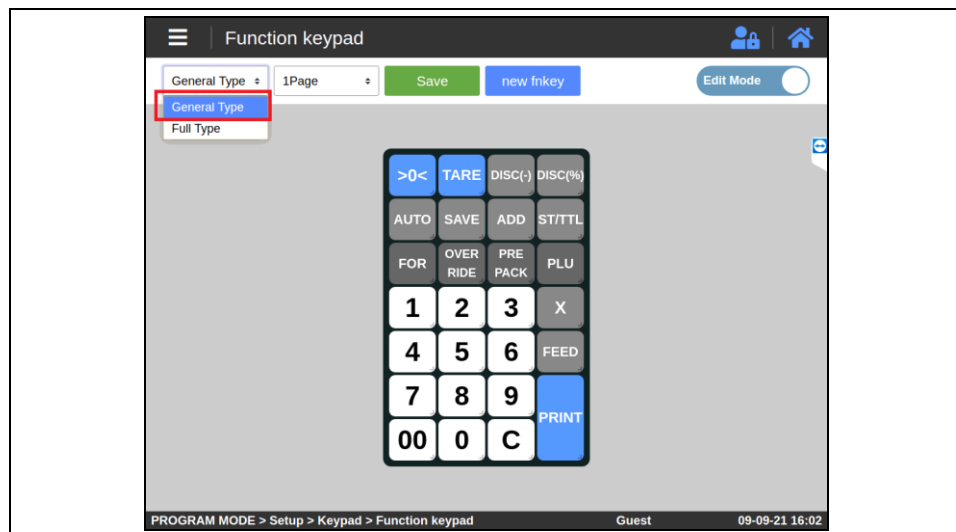 Function keypad
General Type 1Page Save new fnkey Edit Mode
General Type
Full Type
>0< TARE DISC(-) DISC(%)
AUTO SAVE ADD ST/TTL
FOR OVER RIDE PRE PACK PLU
1 2 3 X
4 5 6 FEED
7 8 9 PRINT
00 0 C
PROGRAM MODE > Setup > Keypad > Function keypad Guest 09-09-21 16:02